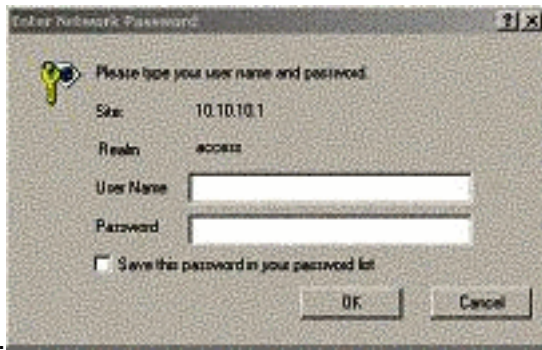 Enter Network Password
Please type your user name and password.
Site: 10.10.10.1
Realm access
User Name
Password
Save this password in your password list
OK
Cancel